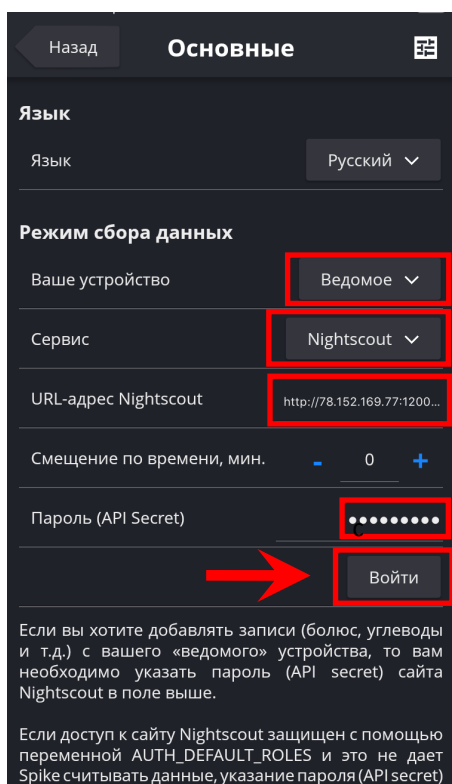 Назад
Основные
Язык
Язык
Русский
Режим сбора данных
Ваше устройство
Ведомое
Сервис
Nightscout
URL-адрес Nightscout
http://78.152.169.77:1200...
Смещение по времени, мин.
- 0 +
Пароль (API Secret)
•••••••••
Войти
Если вы хотите добавлять записи (болюс, углеводы
и т.д.) с вашего «ведомого» устройства, то вам
необходимо указать пароль (API secret) сайта
Nightscout в поле выше.
Если доступ к сайту Nightscout защищен с помощью
переменной AUTH_DEFAULT_ROLES и это не дает
Spike считывать данные, указание пароля (API secret)